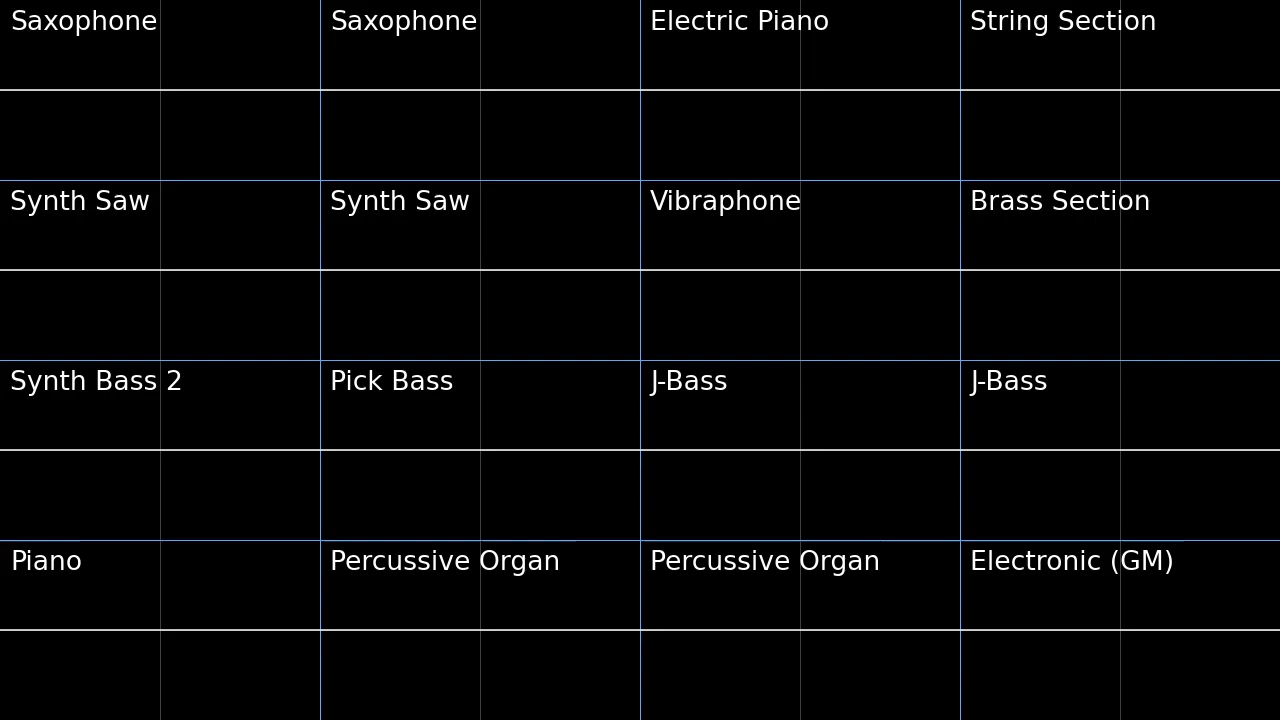 Saxophone
Saxophone
Electric Piano
String Section
Synth Saw
Synth Saw
Vibraphone
Brass Section
Synth Bass 2
Pick Bass
J-Bass
J-Bass
Piano
Percussive Organ
Percussive Organ
Electronic (GM)